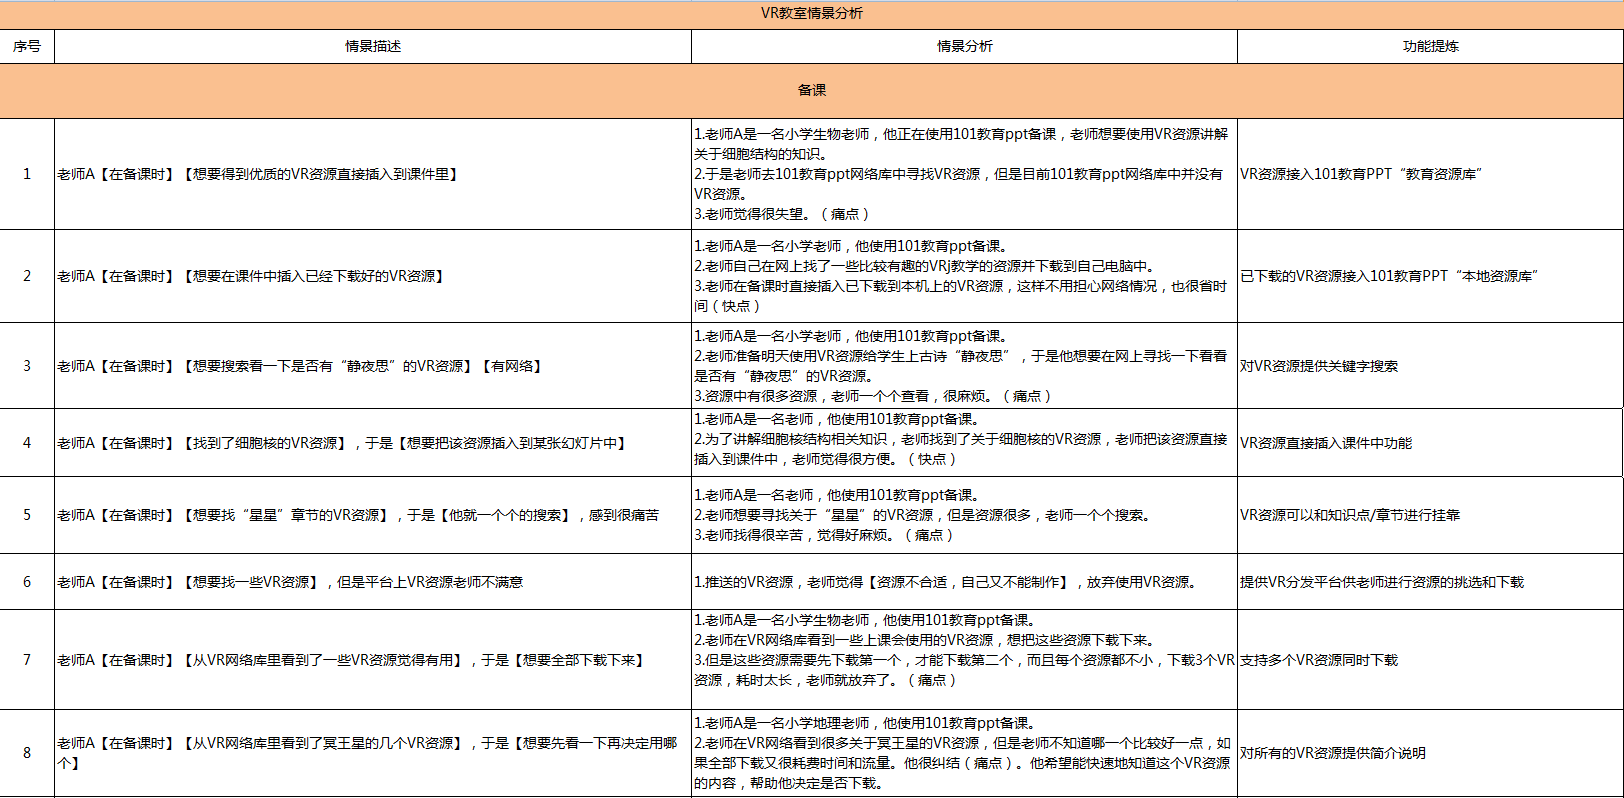 VR教室情景分析
序号 情景描述 情景分析 功能提炼
备课
1
老师A【在备课时】【想要得到优质的VR资源直接插入到课件里】
1.老师A是一名小学生物老师，他正在使用101教育ppt备课，老师想要使用VR资源讲解
关于细胞结构的知识。
2.于是老师去101教育ppt网络库中寻找VR资源，但是目前101教育ppt网络库中并没有
VR资源。
3.老师觉得很失望。（痛点）
VR资源接入101教育PPT“教育资源库”
2
老师A【在备课时】【想要在课件中插入已经下载好的VR资源】
1.老师A是一名小学老师，他使用101教育ppt备课。
2.老师自己在网上找了一些比较有趣的VRj教学的资源并下载到自己电脑中。
3.老师在备课时直接插入已下载到本机上的VR资源，这样不用担心网络情况，也很省时
间（快点）
已下载的VR资源接入101教育PPT“本地资源库”
3
老师A【在备课时】【想要搜索看一下是否有“静夜思”的VR资源】【有网络】
1.老师A是一名小学老师，他使用101教育ppt备课。
2.老师准备明天使用VR资源给学生上古诗“静夜思”，于是他想要在网上寻找一下看看
是否有“静夜思”的VR资源。
3.资源中有很多资源，老师一个个查看，很麻烦。（痛点）
对VR资源提供关键字搜索
4
老师A【在备课时】【找到了细胞核的VR资源】，于是【想要把该资源插入到某张幻灯片中】
1.老师A是一名老师，他使用101教育ppt备课。
2.为了讲解细胞核结构相关知识，老师找到了关于细胞核的VR资源，老师把该资源直接
插入到课件中，老师觉得很方便。（快点）
VR资源直接插入课件中功能
5
老师A【在备课时】【想要找“星星”章节的VR资源】，于是【他就一个个的搜索】，感到很痛苦
1.老师A是一名老师，他使用101教育ppt备课。
2.老师想要寻找关于“星星”的VR资源，但是资源很多，老师一个个搜索。
3.老师找得很辛苦，觉得好麻烦。（痛点）
VR资源可以和知识点/章节进行挂靠
6
老师A【在备课时】【想要找一些VR资源】，但是平台上VR资源老师不满意
1.推送的VR资源，老师觉得【资源不合适，自己又不能制作】，放弃使用VR资源。
提供VR分发平台供老师进行资源的挑选和下载
7
老师A【在备课时】【从VR网络库里看到了一些VR资源觉得有用】，于是【想要全部下载下来】
1.老师A是一名小学生物老师，他使用101教育ppt备课。
2.老师在VR网络库看到一些上课会使用的VR资源，想把这些资源下载下来。
3.但是这些资源需要先下载第一个，才能下载第二个，而且每个资源都不小，下载3个VR
资源，耗时太长，老师就放弃了。（痛点）
支持多个VR资源同时下载
8
老师A【在备课时】【从VR网络库里看到了冥王星的几个VR资源】，于是【想要先看一下再决定用哪
个】
1.老师A是一名小学地理老师，他使用101教育ppt备课。
2.老师在VR网络看到很多关于冥王星的VR资源，但是老师不知道哪一个比较好一点，如
果全部下载又很耗费时间和流量。他很纠结（痛点）。他希望能快速地知道这个VR资源
的内容，帮助他决定是否下载。
对所有的VR资源提供简介说明